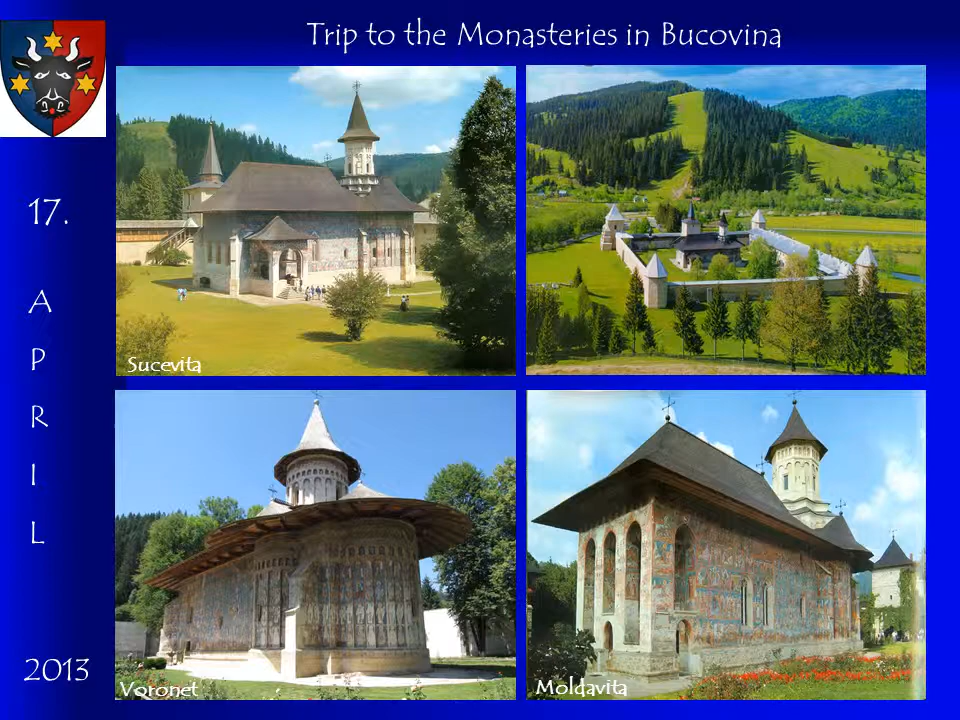 Trip to the Monasteries in Bucovina
17.
A
P
R
I
L
2013
Sucevita
Voronet
Moldavita